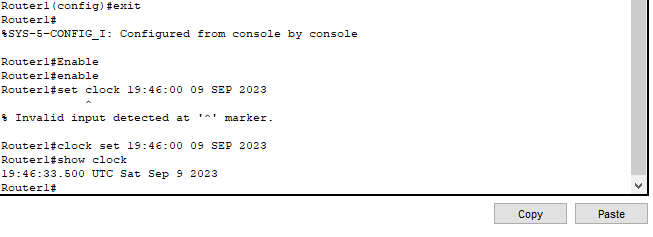 Router1(config)#exit
Router1#
%SYS-5-CONFIG_I: Configured from console by console
Router1#Enable
Router1#enable
Router1#set clock 19:46:00 09 SEP 2023
^
% Invalid input detected at '^' marker.
Router1#clock set 19:46:00 09 SEP 2023
Router1#show clock
19:46:33.500 UTC Sat Sep 9 2023
Router1#
Copy Paste